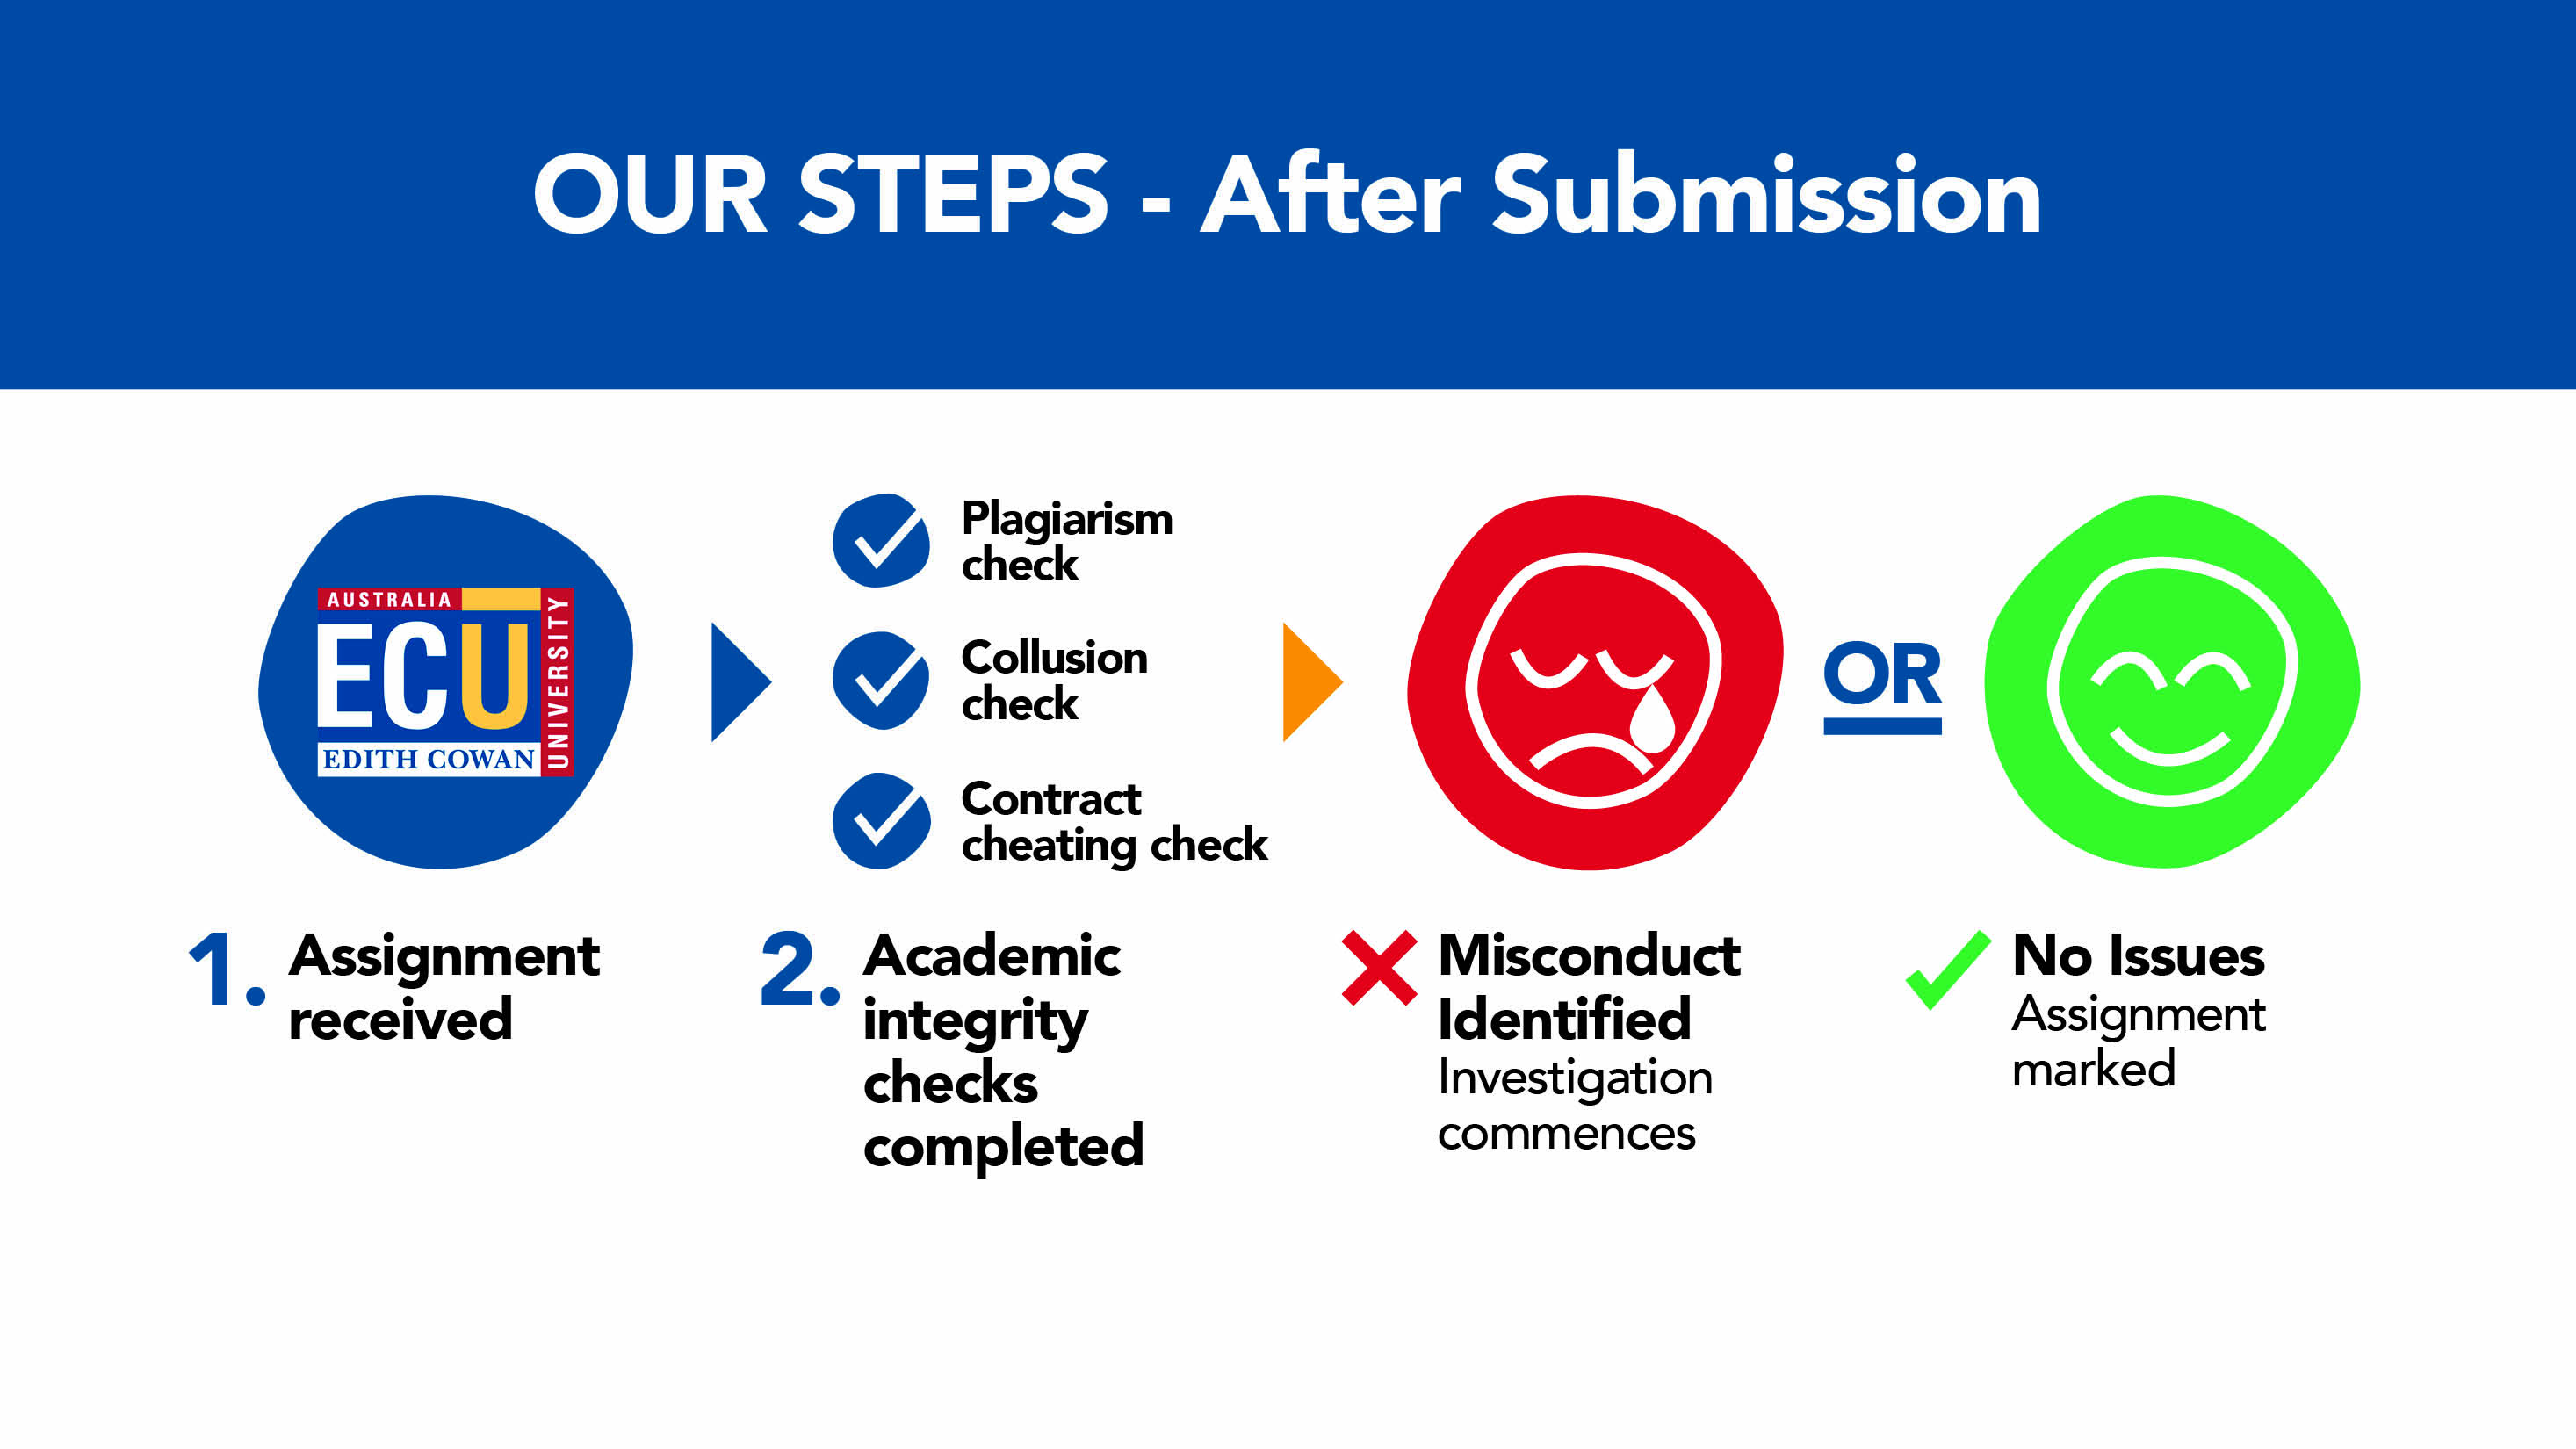 OUR STEPS - After Submission
AUSTRALIA
ECU
EDITH COWAN
UNIVERSITY
Plagiarism
check
Collusion
check
Contract
cheating check
OR
1. Assignment
received
2. Academic
integrity
checks
completed
Misconduct
Identified
Investigation
commences
No Issues
Assignment
marked